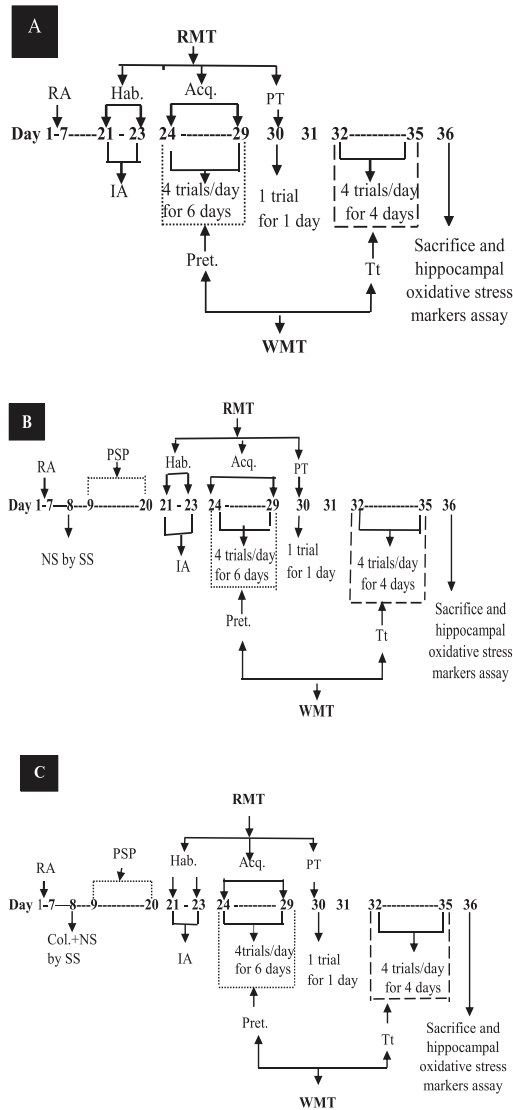 A
RMT
RA Hab. Acq. PT
Day 1-7------21 - 23 24 ----------29 30 31 32--------------35 36
IA
4 trials/day
for 6 days
1 trial
for 1 day
4 trials/day
for 4 days
Pret.
Tt
Sacrifice and
hippocampal
oxidative stress
markers assay
WMT
B
RMT
RA PSP Hab. Acq. PT
Day 1-7—8----9----------20 21 - 23 24 ---------29 30 31 32-------------35 36
NS by SS
IA
4 trials/day
for 6 days
1 trial
for 1 day
4 trials/day
for 4 days
Pret.
Tt
Sacrifice and
hippocampal
oxidative stress
markers assay
WMT
C
RMT
RA PSP Hab. Acq. PT
Day 1-7—8----9----------20 21 - 23 24 ---------29 30 31 32--------------35 36
Col.+NS
by SS
IA
4trials/day
for 6 days
1 trial
for 1 day
4 trials/day
for 4 days
Pret.
Tt
Sacrifice and
hippocampal
oxidative stress
markers assay
WMT